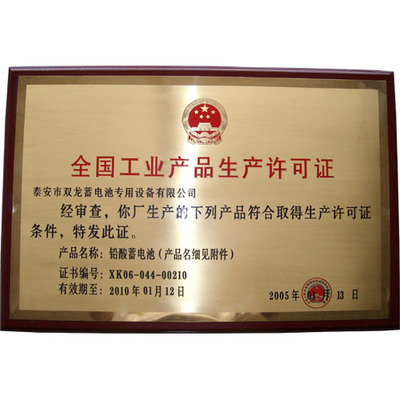 全国工业产品生产许可证
泰安市双龙蓄电池专用设备有限公司
经审查，你厂生产的下列产品符合取得生产许可证
条件，特发此证。
产品名称：铅酸蓄电池（产品名细见附件）
证书编号：XK06-044-00210
有效期至：2010年01月12日
2005年01月13日